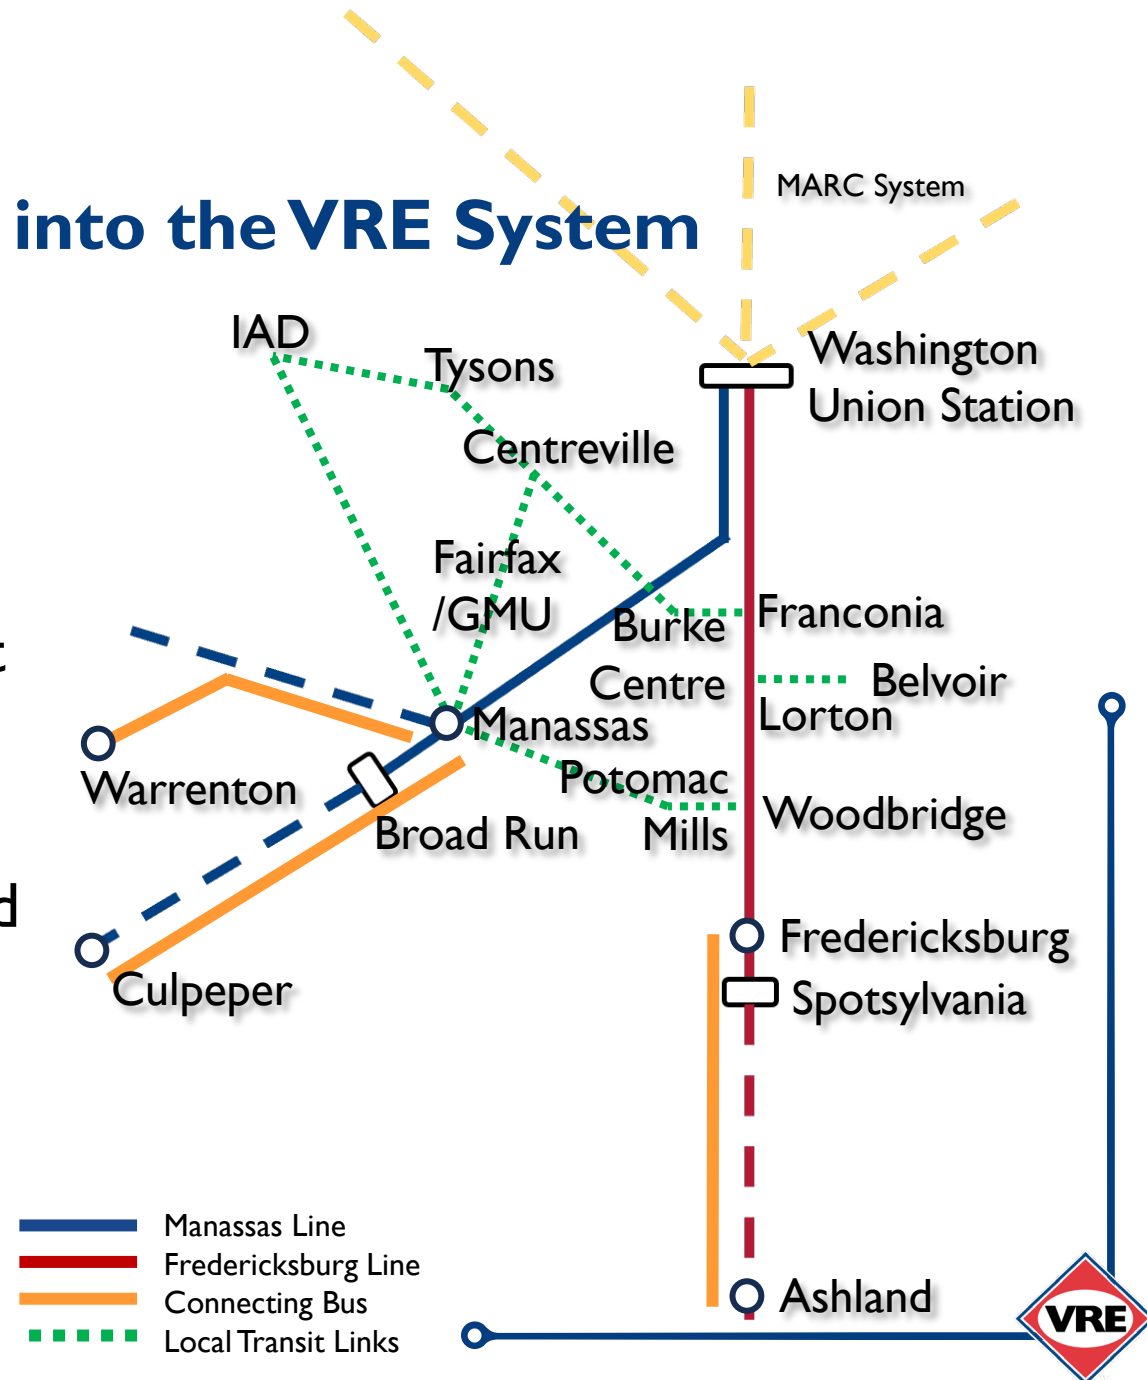 MARC System
into the VRE System
IAD
Tysons
Washington
Union Station
Centreville
Fairfax
/GMU
Burke
Centre
Franconia
Belvoir
Lorton
t
Manassas
Warrenton
Potomac
Mills
Woodbridge
Broad Run
d
Fredericksburg
Culpeper
Spotsylvania
Manassas Line
Fredericksburg Line
Connecting Bus
Local Transit Links
Ashland
VRE